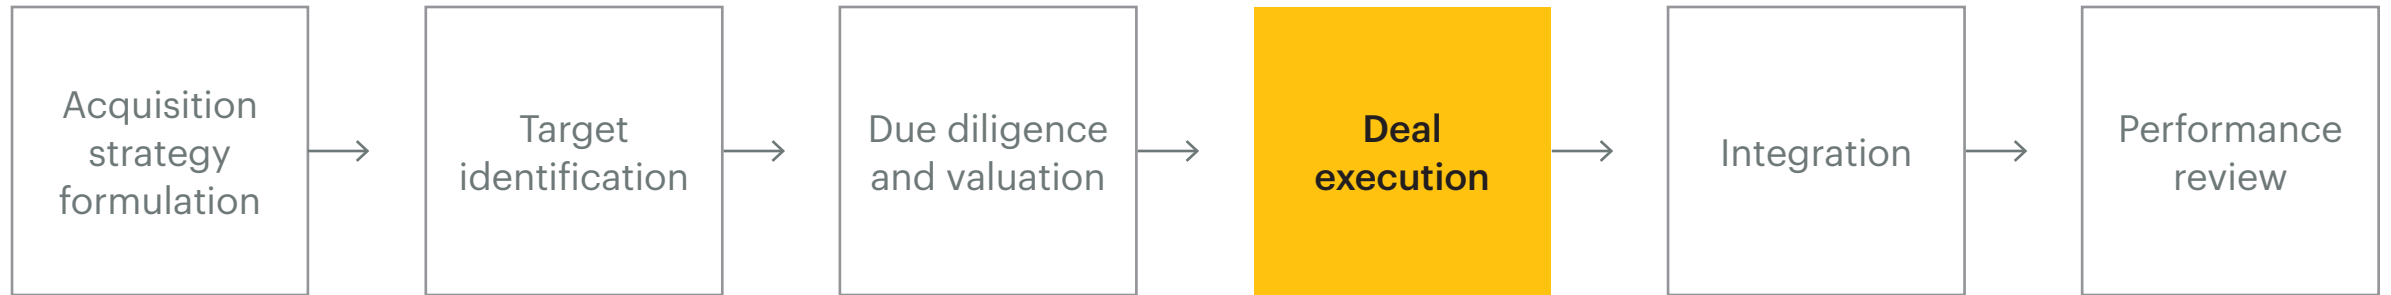 Acquisition
strategy
formulation
Target
identification
Due diligence
and valuation
Deal
execution
Integration
Performance
review